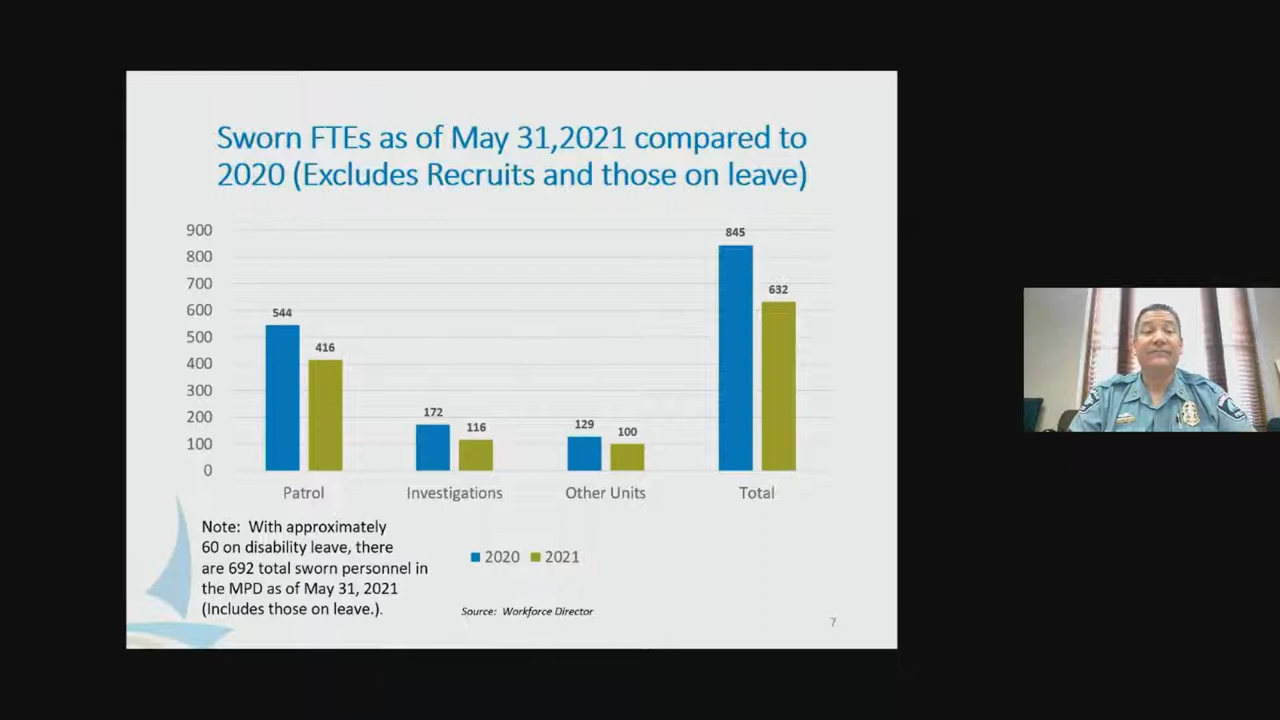 Sworn FTEs as of May 31,2021 compared to
2020 (Excludes Recruits and those on leave)
900
800
700
600
500
400
300
200
100
0
544
416
172
116
129
100
845
632
Patrol
Investigations
Other Units
Total
Note: With approximately
60 on disability leave, there
are 692 total sworn personnel in
the MPD as of May 31, 2021
(Includes those on leave.).
2020
2021
Source: Workforce Director
7